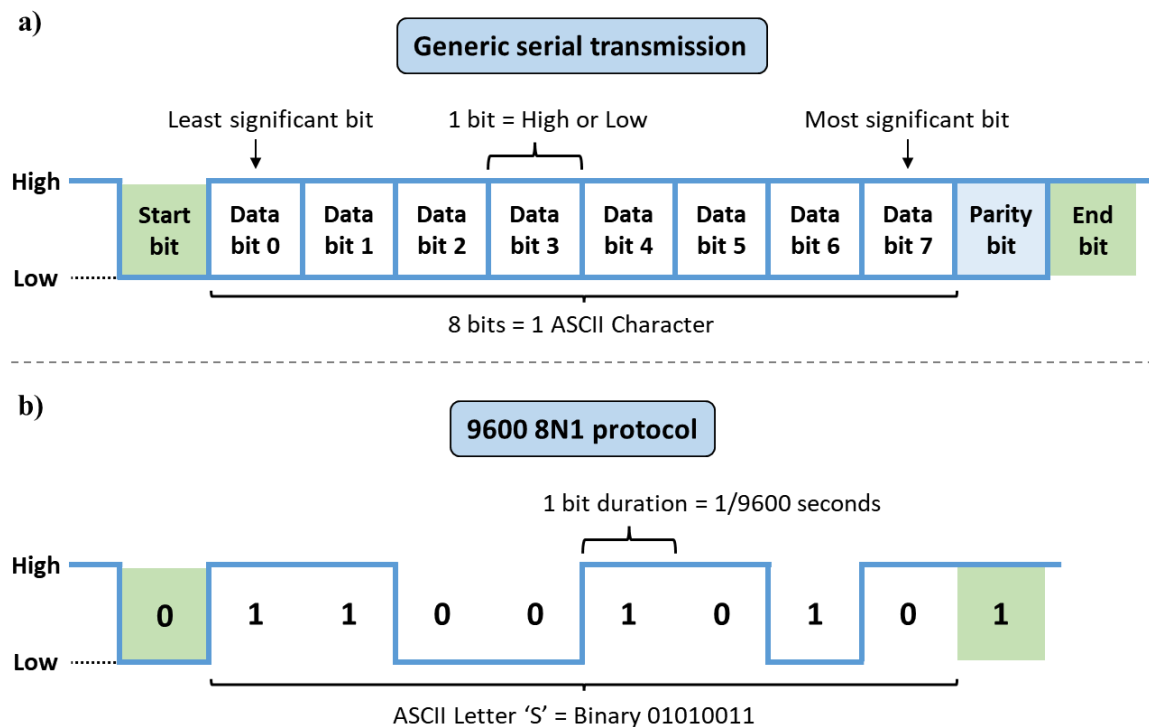 a)
Generic serial transmission
Least significant bit
1 bit = High or Low
Most significant bit
High
Low
Start
bit
Data
bit 0
Data
bit 1
Data
bit 2
Data
bit 3
Data
bit 4
Data
bit 5
Data
bit 6
Data
bit 7
Parity
bit
End
bit
8 bits = 1 ASCII Character
b)
9600 8N1 protocol
1 bit duration = 1/9600 seconds
High
0 1 1 0 0 1 0 1 0 1
Low
ASCII Letter ‘S’ = Binary 01010011